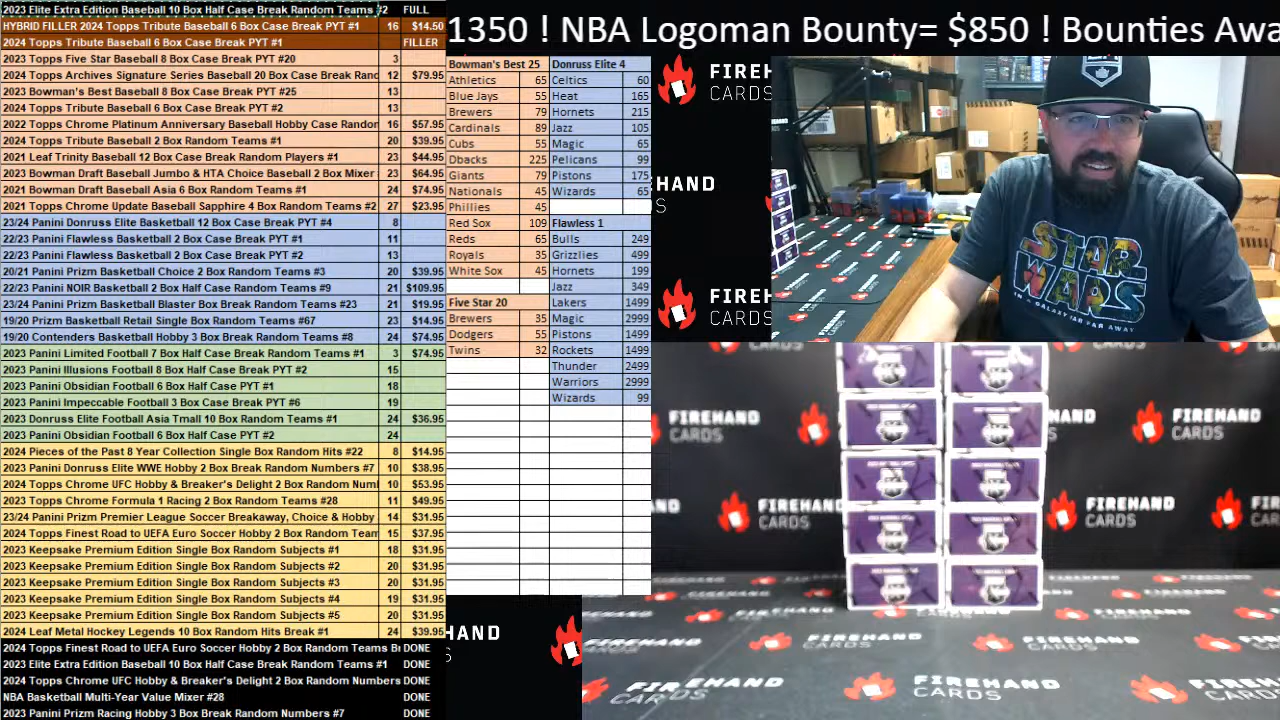 2023 Elite Extra Edition Baseball 10 Box Half Case Break Random Teams #2 FULL
HYBRID FILLER 2024 Topps Tribute Baseball 6 Box Case Break PYT #1 16 $14.50
2024 Topps Tribute Baseball 6 Box Case Break PYT #1 FILLER
2023 Topps Five Star Baseball 8 Box Case Break PYT #20 3
2024 Topps Archives Signature Series Baseball 20 Box Case Break Ran 12 $79.95
2023 Bowman's Best Baseball 8 Box Case Break PYT #25 13
2024 Topps Tribute Baseball 6 Box Case Break PYT #2 13
2022 Topps Chrome Platinum Anniversary Baseball Hobby Case Random 16 $57.95
2024 Topps Tribute Baseball 2 Box Random Teams #1 20 $39.95
2021 Leaf Trinity Baseball 12 Box Case Break Random Players #1 23 $44.95
2023 Bowman Draft Baseball Jumbo & HTA Choice Baseball 2 Box Mixer 23 $64.95
2021 Bowman Draft Baseball Asia 6 Box Random Teams #1 24 $74.95
2021 Topps Chrome Update Baseball Sapphire 4 Box Random Teams #2 27 $23.95
23/24 Panini Donruss Elite Basketball 12 Box Case Break PYT #4 8
22/23 Panini Flawless Basketball 2 Box Case Break PYT #1 11
22/23 Panini Flawless Basketball 2 Box Case Break PYT #2 13
20/21 Panini Prizm Basketball Choice 2 Box Random Teams #3 20 $39.95
22/23 Panini NOIR Basketball 2 Box Half Case Random Teams #9 21 $109.95
23/24 Panini Prizm Basketball Blaster Box Break Random Teams #23 21 $19.95
19/20 Prizm Basketball Retail Single Box Random Teams #67 23 $14.95
19/20 Contenders Basketball Hobby 3 Box Break Random Teams #8 24 $74.95
2023 Panini Limited Football 7 Box Half Case Break Random Teams #1 3 $74.95
2023 Panini Illusions Football 8 Box Half Case Break PYT #2 15
2023 Panini Obsidian Football 6 Box Half Case PYT #1 18
2023 Panini Impeccable Football 3 Box Case Break PYT #6 19
2023 Donruss Elite Football Asia Tmall 10 Box Random Teams #1 24 $36.95
2023 Panini Obsidian Football 6 Box Half Case PYT #2 24
2024 Pieces of the Past 8 Year Collection Single Box Random Hits #22 8 $14.95
2023 Panini Donruss Elite WWE Hobby 2 Box Break Random Numbers #7 10 $38.95
2024 Topps Chrome UFC Hobby & Breaker's Delight 2 Box Random Num 10 $53.95
2023 Topps Chrome Formula 1 Racing 2 Box Random Teams #28 11 $49.95
23/24 Panini Prizm Premier League Soccer Breakaway, Choice & Hobby 14 $31.95
2024 Topps Finest Road to UEFA Euro Soccer Hobby 2 Box Random Team 15 $37.95
2023 Keepsake Premium Edition Single Box Random Subjects #1 18 $31.95
2023 Keepsake Premium Edition Single Box Random Subjects #2 20 $31.95
2023 Keepsake Premium Edition Single Box Random Subjects #3 20 $31.95
2023 Keepsake Premium Edition Single Box Random Subjects #4 19 $31.95
2023 Keepsake Premium Edition Single Box Random Subjects #5 20 $31.95
2024 Leaf Metal Hockey Legends 10 Box Random Hits Break #1 24 $39.95
2024 Topps Finest Road to UEFA Euro Soccer Hobby 2 Box Random Teams B DONE
2023 Elite Extra Edition Baseball 10 Box Half Case Break Random Teams #1 DONE
2024 Topps Chrome UFC Hobby & Breaker's Delight 2 Box Random Numbers DONE
NBA Basketball Multi-Year Value Mixer #28 DONE
2023 Panini Prizm Racing Hobby 3 Box Break Random Numbers #7 DONE
1350 ! NBA Logoman Bounty= $850 ! Bounties Awa
Bowman's Best 25 Donruss Elite 4
Athletics 65 Celtics 60
Blue Jays 55 Heat 165
Brewers 79 Hornets 215
Cardinals 89 Jazz 105
Cubs 55 Magic 65
Dbacks 225 Pelicans 99
Giants 79 Pistons 175
Nationals 45 Wizards 65
Phillies 45
Red Sox 109 Flawless 1
Reds 65 Bulls 249
Royals 35 Grizzlies 499
White Sox 45 Hornets 199
Jazz 349
Five Star 20 Lakers 1499
Brewers 35 Magic 2999
Dodgers 55 Pistons 1499
Twins 32 Rockets 1499
Thunder 2499
Warriors 2999
Wizards 99
FIREH
CARDS
HAND
FIREH
CARDS
STAR
WARS
IN A GALAXY FAR FAR AWAY
FIREHAND
CARDS
FIREHAND
CARDS
FIREHAND
CARDS
FIREHAND
CARDS
HAND
S
FIREHAND
CARDS
FIREHAND
CARDS